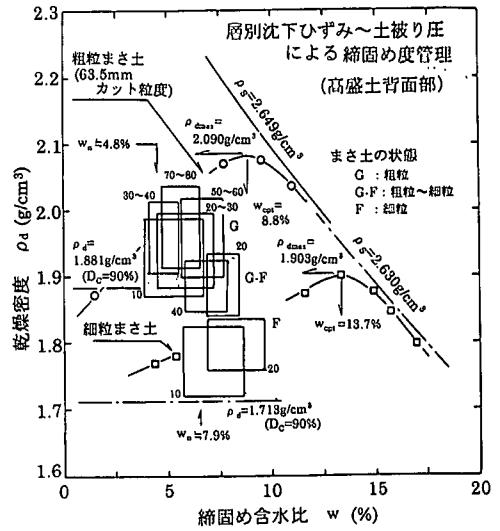 層別沈下ひずみ〜土被り圧
による締固め度管理
(高盛土背面部)
粗粒まさ土
(63.5mm
カット粒度)
ρs=2.649g/cm³
ρdmax=
2.090g/cm³
まさ土の状態
G : 粗粒
G·F : 粗粒〜細粒
F : 細粒
wn≒4.8%
70〜80
30〜40
50〜60
20〜30
wopt=
8.8%
G
ρd=
1.881g/cm³
(Dc=90%)
20
ρdmax=
1.903g/cm³
ρs=2.630g/cm³
G·F
10
40
wopt=13.7%
細粒まさ土
F
20
10
ρd=1.713g/cm³
(Dc=90%)
wn≒7.9%
乾燥密度 ρd (g/cm³)
2.3
2.2
2.1
2.0
1.9
1.8
1.7
1.6
0 5 10 15 20
締固め含水比 w (%)